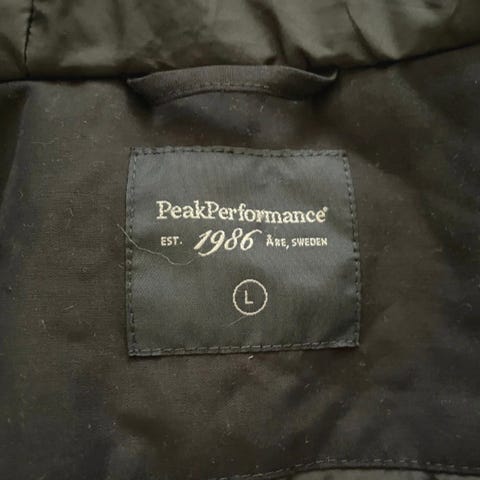 PeakPerformance®
EST. 1986 ÅRE, SWEDEN
L